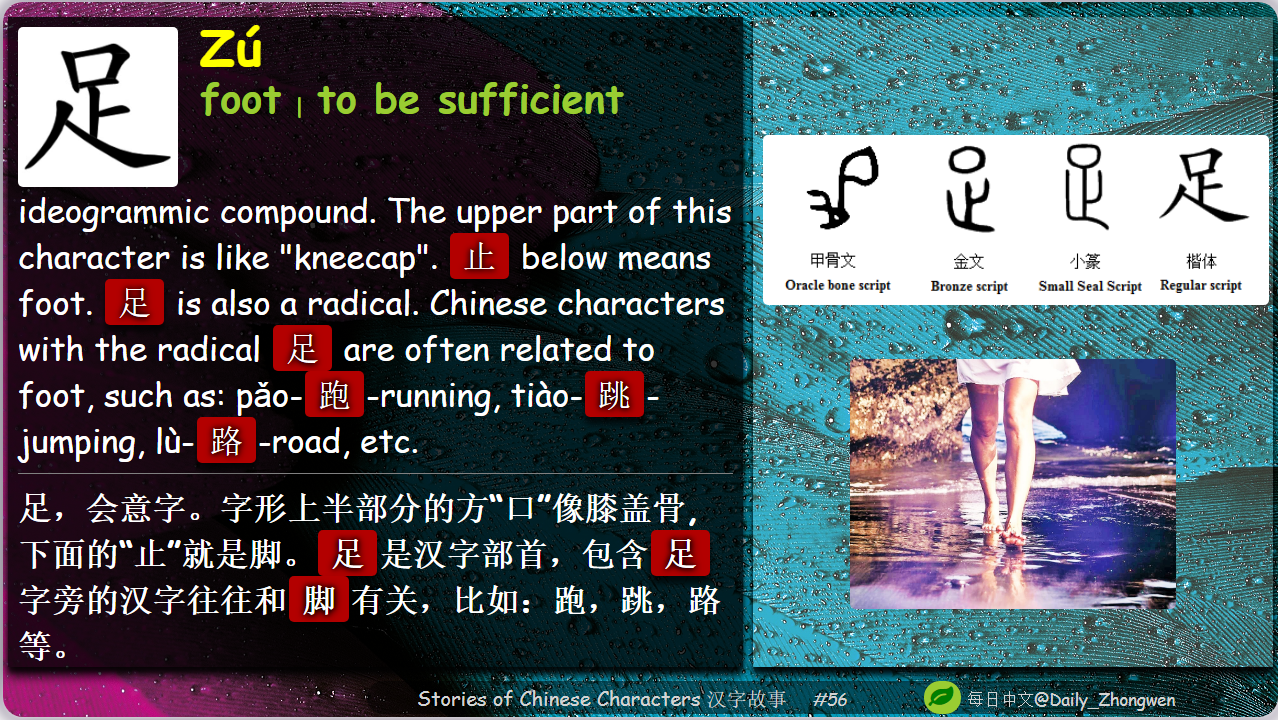 足
Zú
foot | to be sufficient
ideogrammic compound. The upper part of this
character is like "kneecap". 止 below means
foot. 足 is also a radical. Chinese characters
with the radical 足 are often related to
foot, such as: pǎo-跑-running, tiào-跳-
jumping, lù-路-road, etc.
足，会意字。字形上半部分的方“口”像膝盖骨,
下面的“止”就是脚。足是汉字部首，包含足
字旁的汉字往往和脚有关，比如：跑，跳，路
等。
足
甲骨文 金文 小篆 楷体
Oracle bone script Bronze script Small Seal Script Regular script
Stories of Chinese Characters 汉字故事 #56
每日中文@Daily_Zhongwen